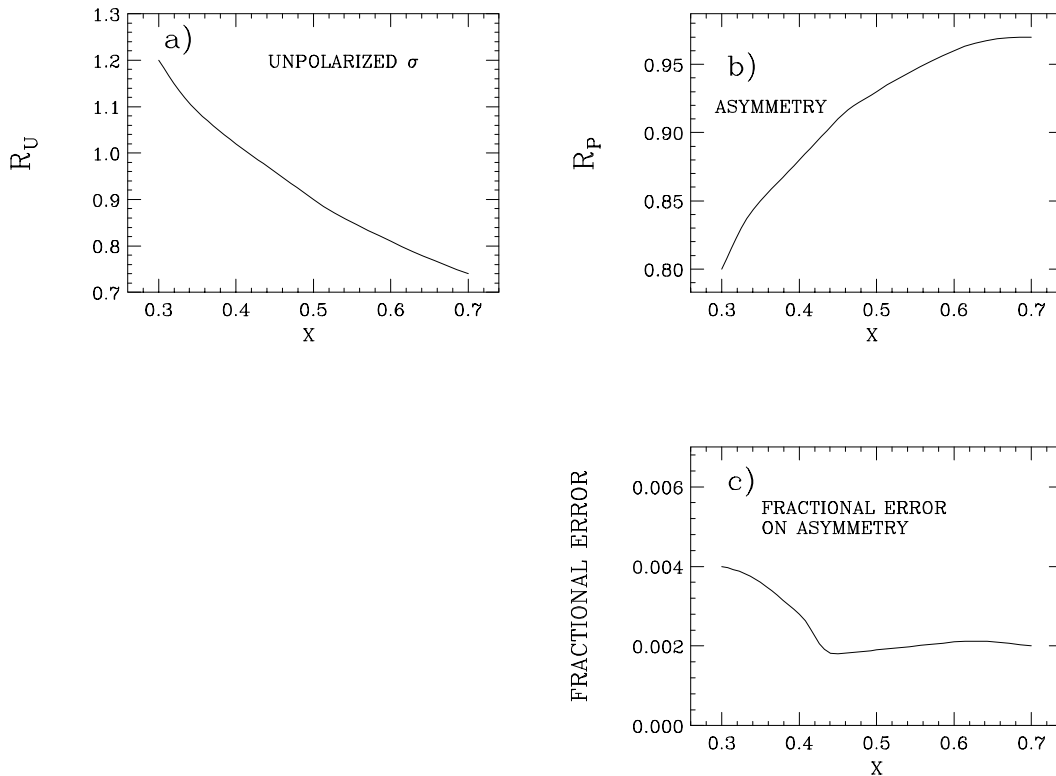 a)
UNPOLARIZED σ
R_U
1.3
1.2
1.1
1.0
0.9
0.8
0.7
0.3 0.4 0.5 0.6 0.7
X
b)
ASYMMETRY
R_P
0.95
0.90
0.85
0.80
0.3 0.4 0.5 0.6 0.7
X
c)
FRACTIONAL ERROR
ON ASYMMETRY
FRACTIONAL ERROR
0.006
0.004
0.002
0.000
0.3 0.4 0.5 0.6 0.7
X